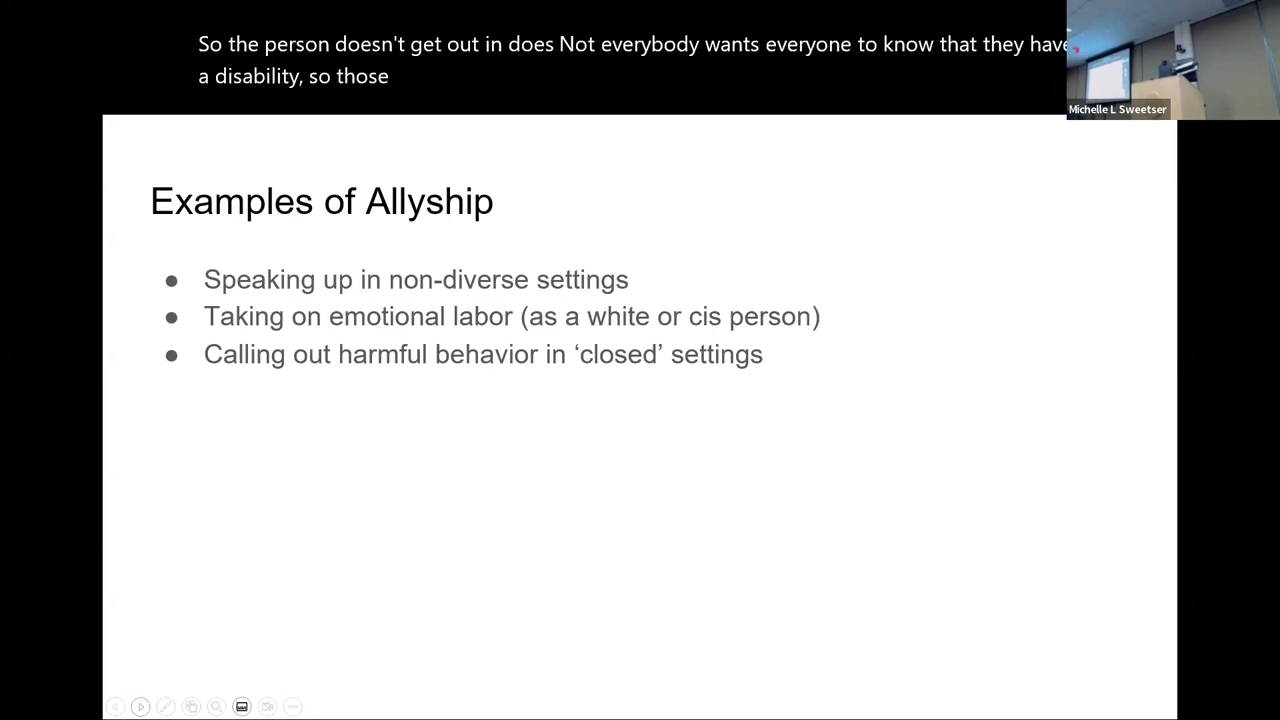 So the person doesn't get out in does Not everybody wants everyone to know that they have
a disability, so those
Michelle L Sweetser
Examples of Allyship
● Speaking up in non-diverse settings
● Taking on emotional labor (as a white or cis person)
● Calling out harmful behavior in ‘closed’ settings